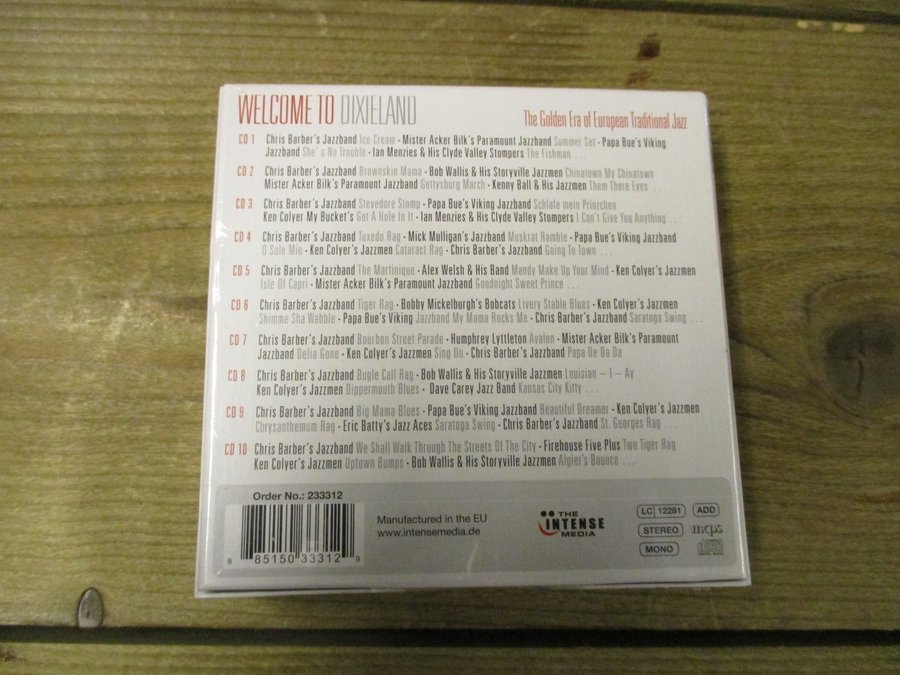 WELCOME TO DIXIELAND
The Golden Era of European Traditional Jazz
CD 1 Chris Barber's Jazzband Ice Cream • Mister Acker Bilk's Paramount Jazzband Summer Set • Papa Bue's Viking
Jazzband She´s No Trouble • Ian Menzies & His Clyde Valley Stompers The Fishman ...
CD 2 Chris Barber's Jazzband Brownskin Mama • Bob Wallis & His Storyville Jazzmen Chinatown My Chinatown
Mister Acker Bilk's Paramount Jazzband Gettysburg March • Kenny Ball & His Jazzmen Them There Eyes ...
CD 3 Chris Barber's Jazzband Stevedore Stomp • Papa Bue's Viking Jazzband Schlafe mein Prinzchen
Ken Colyer My Bucket's Got A Hole In It • Ian Menzies & His Clyde Valley Stompers I Can't Give You Anything ...
CD 4 Chris Barber's Jazzband Tuxedo Rag • Mick Mulligan's Jazzband Muskrat Ramble • Papa Bue's Viking Jazzband
O Sole Mio • Ken Colyer's Jazzmen Cataract Rag • Chris Barber's Jazzband Going To Town ...
CD 5 Chris Barber's Jazzband The Martinique • Alex Welsh & His Band Mandy Make Up Your Mind • Ken Colyer's Jazzmen
Isle Of Capri • Mister Acker Bilk's Paramount Jazzband Goodnight Sweet Prince ...
CD 6 Chris Barber's Jazzband Tiger Rag • Bobby Mickelburgh's Bobcats Livery Stable Blues • Ken Colyer's Jazzmen
Shimme Sha Wabble • Papa Bue's Viking Jazzband My Mama Rocks Me • Chris Barber's Jazzband Saratoga Swing ...
CD 7 Chris Barber's Jazzband Bourbon Street Parade • Humphrey Lyttleton Avalon • Mister Acker Bilk's Paramount
Jazzband Delia Gone • Ken Colyer's Jazzmen Sing On • Chris Barber's Jazzband Papa De Da Da
CD 8 Chris Barber's Jazzband Bugle Call Rag • Bob Wallis & His Storyville Jazzmen Louisian – I – Ay
Ken Colyer's Jazzmen Dippermouth Blues • Dave Carey Jazz Band Kansas City Kitty ...
CD 9 Chris Barber's Jazzband Big Mama Blues • Papa Bue's Viking Jazzband Beautiful Dreamer • Ken Colyer's Jazzmen
Chrysanthemum Rag • Eric Batty's Jazz Aces Saratoga Swing • Chris Barber's Jazzband St. Georges Rag ...
CD 10 Chris Barber's Jazzband We Shall Walk Through The Streets Of The City • Firehouse Five Plus Two Tiger Rag
Ken Colyer's Jazzmen Uptown Bumps • Bob Wallis & His Storyville Jazzmen Algier's Bounce ...
Order No.: 233312
8 85150 33312 9
Manufactured in the EU
www.intensemedia.de
THE
INTENSE
MEDIA
LC 12281 ADD
STEREO mcps
MONO